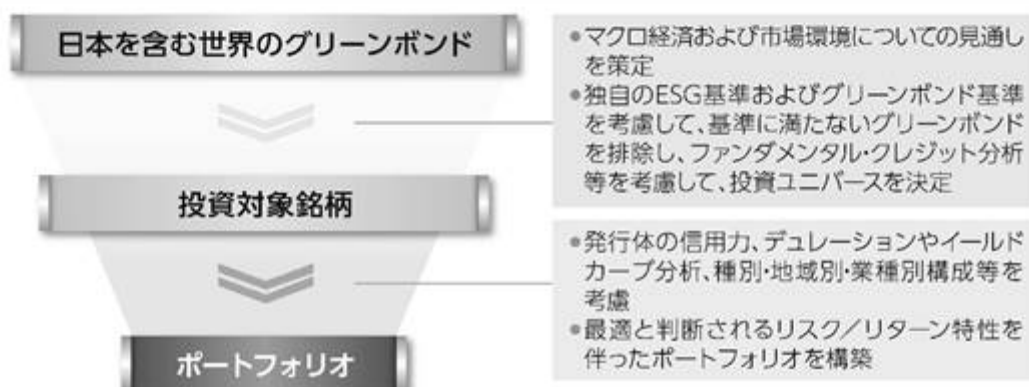 日本を含む世界のグリーンボンド
●マクロ経済および市場環境についての見通し
を策定
●独自のESG基準およびグリーンボンド基準
を考慮して、基準に満たないグリーンボンド
を排除し、ファンダメンタル・クレジット分析
等を考慮して、投資ユニバースを決定
投資対象銘柄
●発行体の信用力、デュレーションやイールド
カーブ分析、種別・地域別・業種別構成等を
考慮
●最適と判断されるリスク／リターン特性を
伴ったポートフォリオを構築
ポートフォリオ